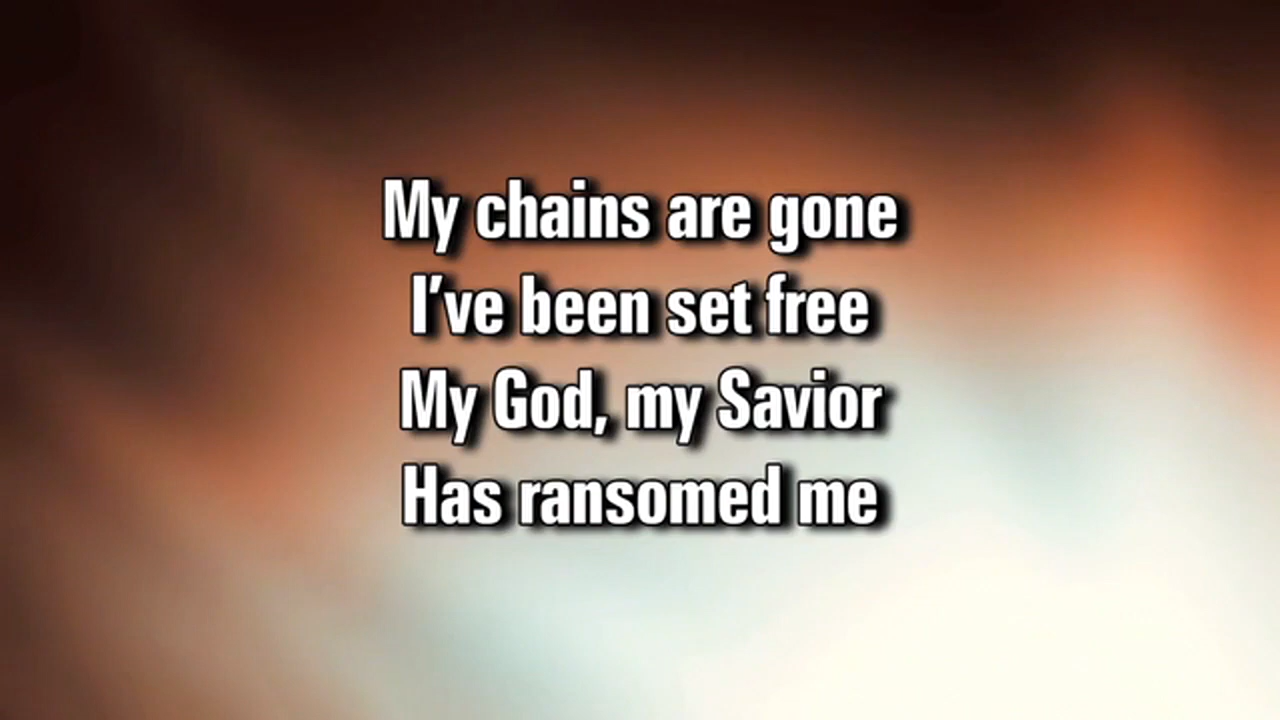 My chains are gone
I've been set free
My God, my Savior
Has ransomed me